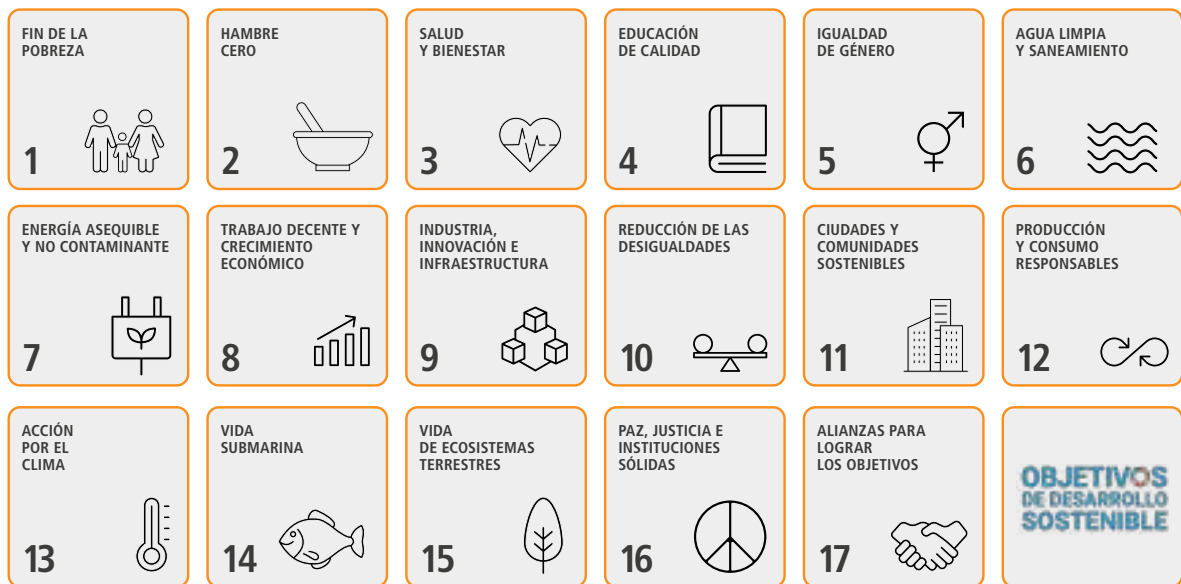 FIN DE LA
POBREZA
1
HAMBRE
CERO
2
SALUD
Y BIENESTAR
3
EDUCACIÓN
DE CALIDAD
4
IGUALDAD
DE GÉNERO
5
AGUA LIMPIA
Y SANEAMIENTO
6
ENERGÍA ASEQUIBLE
Y NO CONTAMINANTE
7
TRABAJO DECENTE Y
CRECIMIENTO
ECONÓMICO
8
INDUSTRIA,
INNOVACIÓN E
INFRAESTRUCTURA
9
REDUCCIÓN DE LAS
DESIGUALDADES
10
CIUDADES Y
COMUNIDADES
SOSTENIBLES
11
PRODUCCIÓN
Y CONSUMO
RESPONSABLES
12
ACCIÓN
POR EL
CLIMA
13
VIDA
SUBMARINA
14
VIDA
DE ECOSISTEMAS
TERRESTRES
15
PAZ, JUSTICIA E
INSTITUCIONES
SÓLIDAS
16
ALIANZAS PARA
LOGRAR
LOS OBJETIVOS
17
OBJETIVOS
DE DESARROLLO
SOSTENIBLE